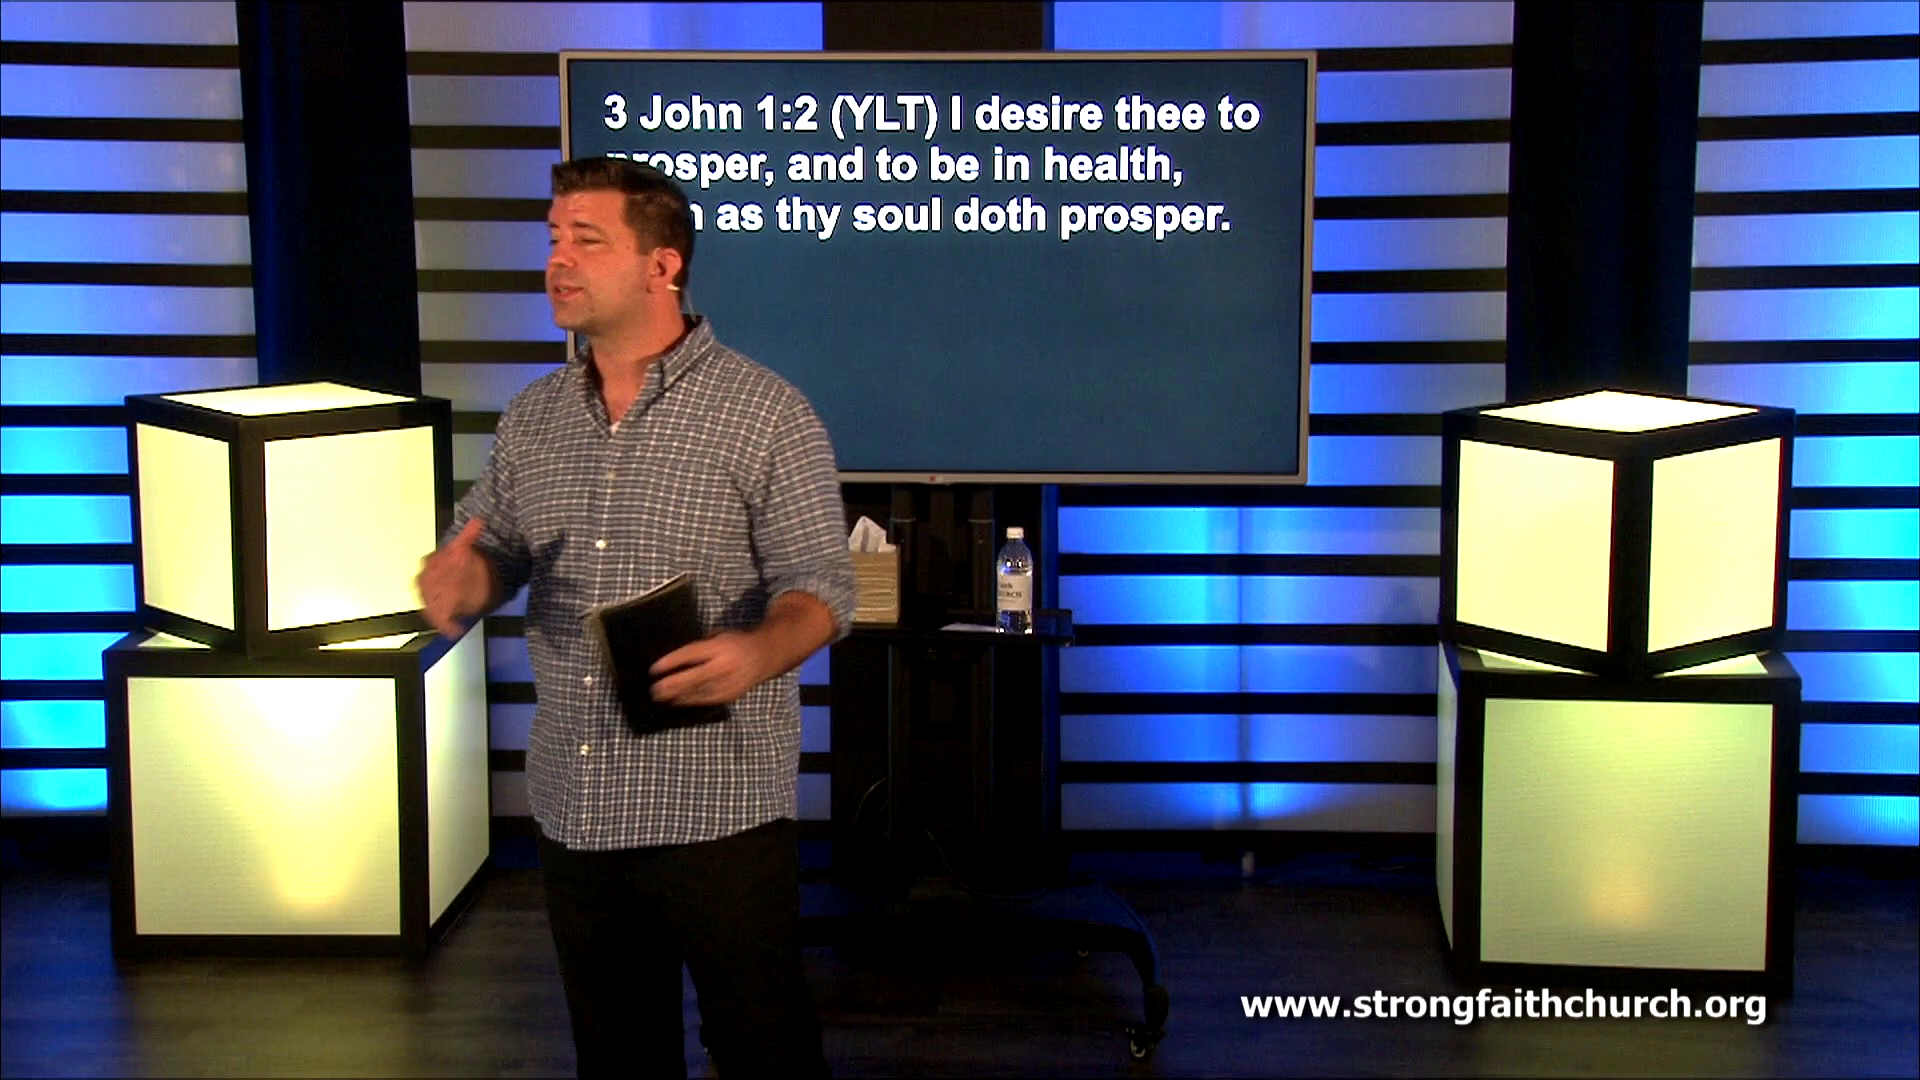 3 John 1:2 (YLT) I desire thee to
prosper, and to be in health,
as thy soul doth prosper.
www.strongfaithchurch.org